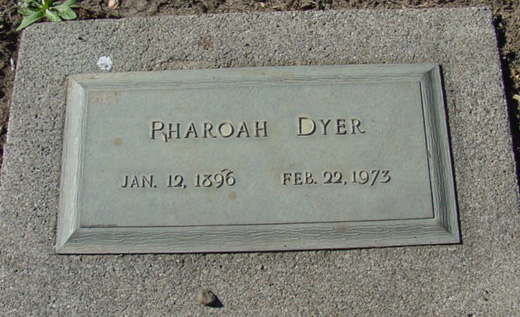 PHAROAH DYER
JAN. 12, 1896 FEB. 22, 1973